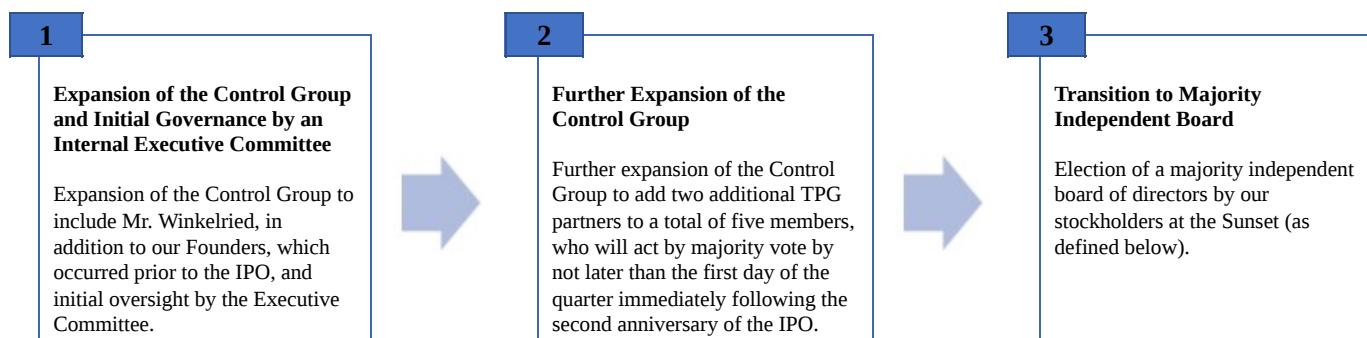 1
Expansion of the Control Group
and Initial Governance by an
Internal Executive Committee
Expansion of the Control Group to
include Mr. Winkelried, in
addition to our Founders, which
occurred prior to the IPO, and
initial oversight by the Executive
Committee.
2
Further Expansion of the
Control Group
Further expansion of the Control
Group to add two additional TPG
partners to a total of five members,
who will act by majority vote by
not later than the first day of the
quarter immediately following the
second anniversary of the IPO.
3
Transition to Majority
Independent Board
Election of a majority independent
board of directors by our
stockholders at the Sunset (as
defined below).